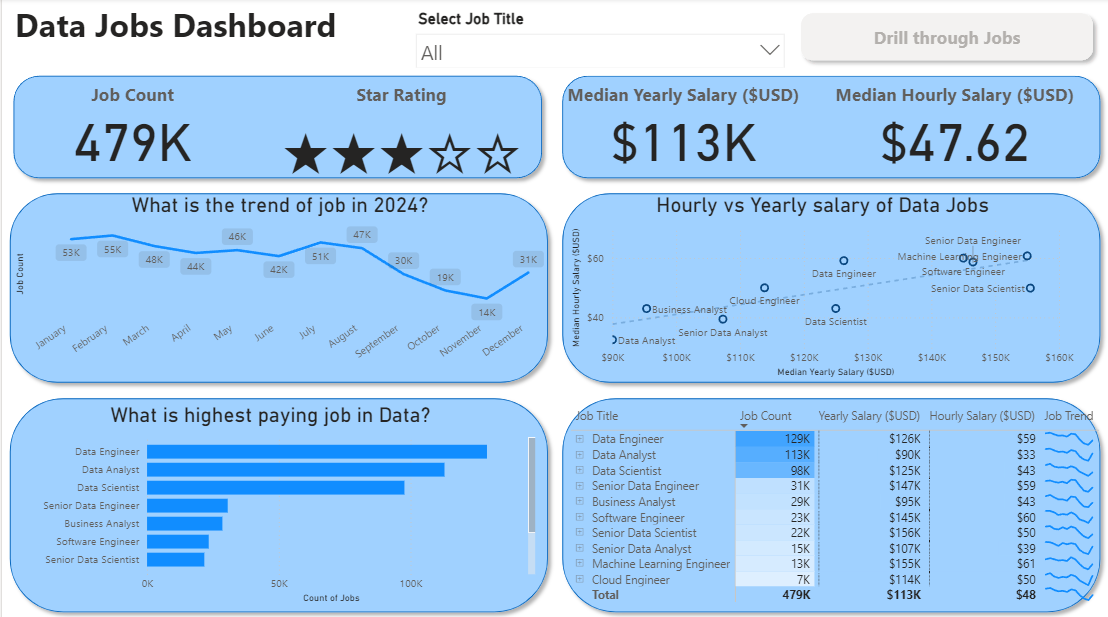 Data Jobs Dashboard
Select Job Title
All
Drill through Jobs
Job Count
Star Rating
479K
Median Yearly Salary ($USD)
Median Hourly Salary ($USD)
$113K
$47.62
What is the trend of job in 2024?
Job Count
53K
55K
48K
44K
46K
42K
51K
47K
30K
19K
14K
31K
January
February
March
April
May
June
July
August
September
October
November
December
Hourly vs Yearly salary of Data Jobs
Median Hourly Salary ($USD)
$60
$40
Senior Data Engineer
Machine Learning Engineer
Data Engineer
Software Engineer
Senior Data Scientist
Cloud Engineer
Business Analyst
Data Scientist
Senior Data Analyst
Data Analyst
$90K
$100K
$110K
$120K
$130K
$140K
$150K
$160K
Median Yearly Salary ($USD)
What is highest paying job in Data?
Data Engineer
Data Analyst
Data Scientist
Senior Data Engineer
Business Analyst
Software Engineer
Senior Data Scientist
0K
50K
100K
Count of Jobs
Job Title Job Count Yearly Salary ($USD) Hourly Salary ($USD) Job Trend
Data Engineer 129K $126K $59
Data Analyst 113K $90K $33
Data Scientist 98K $125K $43
Senior Data Engineer 31K $147K $59
Business Analyst 29K $95K $43
Software Engineer 23K $145K $60
Senior Data Scientist 22K $156K $50
Senior Data Analyst 15K $107K $39
Machine Learning Engineer 13K $155K $61
Cloud Engineer 7K $114K $50
Total 479K $113K $48